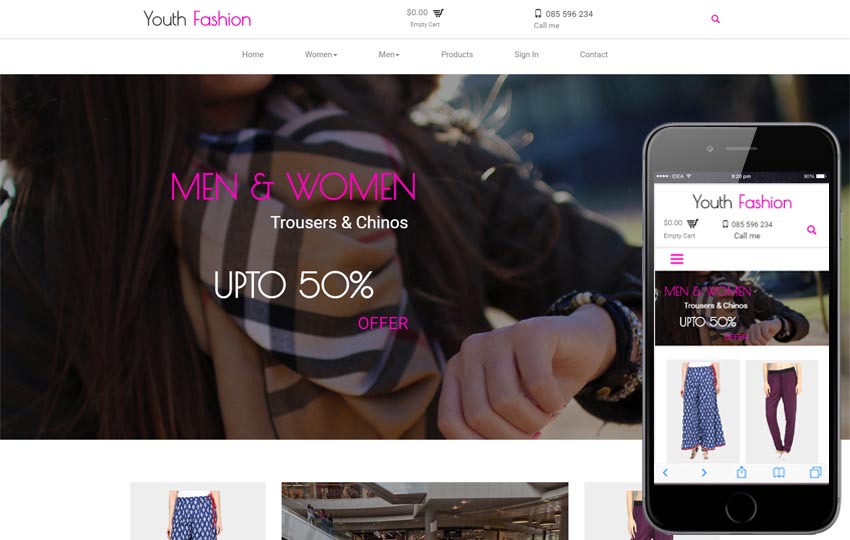 Youth Fashion
$0.00
Empty Cart
085 596 234
Call me
Home Women Men Products Sign In Contact
MEN & WOMEN
Trousers & Chinos
UPTO 50%
OFFER
IDEA 9:20 pm 90%
Youth Fashion
$0.00
Empty Cart
085 596 234
Call me
MEN & WOMEN
Trousers & Chinos
UPTO 50%
OFFER